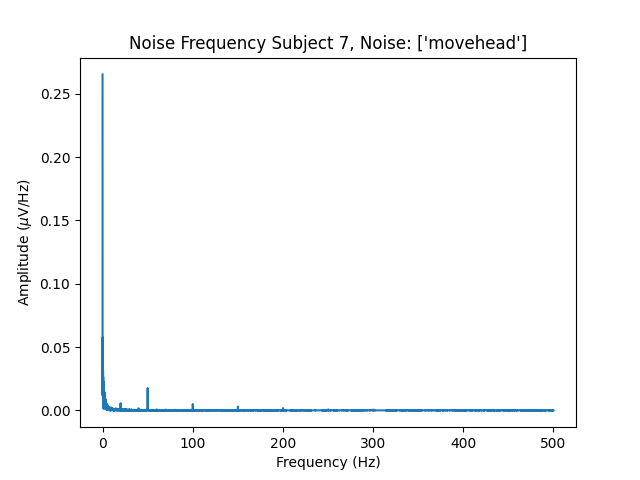 Noise Frequency Subject 7, Noise: ['movehead']
0.25
0.20
0.15
0.10
0.05
0.00
Amplitude (μV/Hz)
0 100 200 300 400 500
Frequency (Hz)